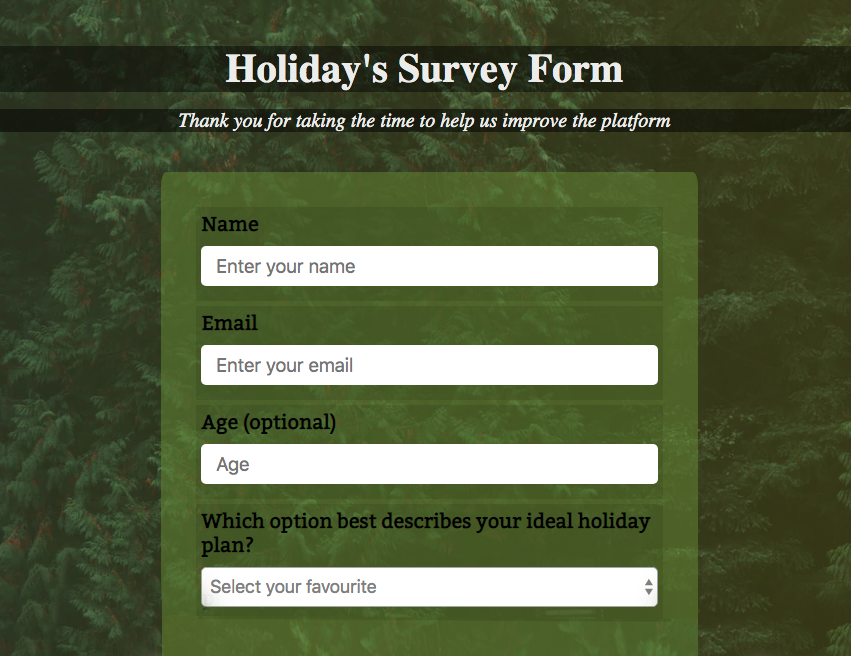 Holiday's Survey Form
Thank you for taking the time to help us improve the platform
Name
Enter your name
Email
Enter your email
Age (optional)
Age
Which option best describes your ideal holiday
plan?
Select your favourite